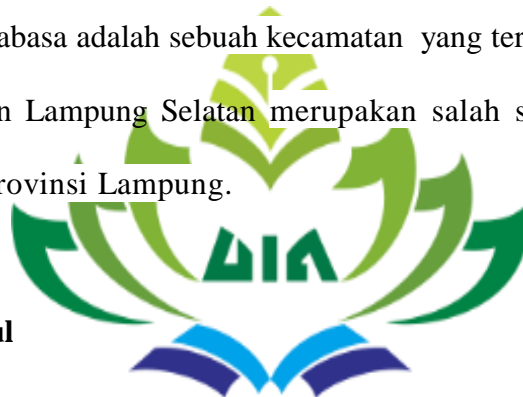 abasa adalah sebuah kecamatan yang ter
n Lampung Selatan merupakan salah s
rovinsi Lampung.
UIN
ul